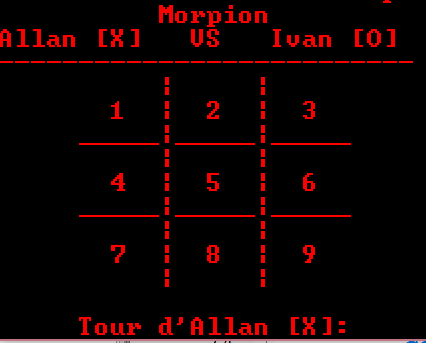 Morpion
Allan [X] VS Ivan [O]
1 2 3
4 5 6
7 8 9
Tour d'Allan [X]: